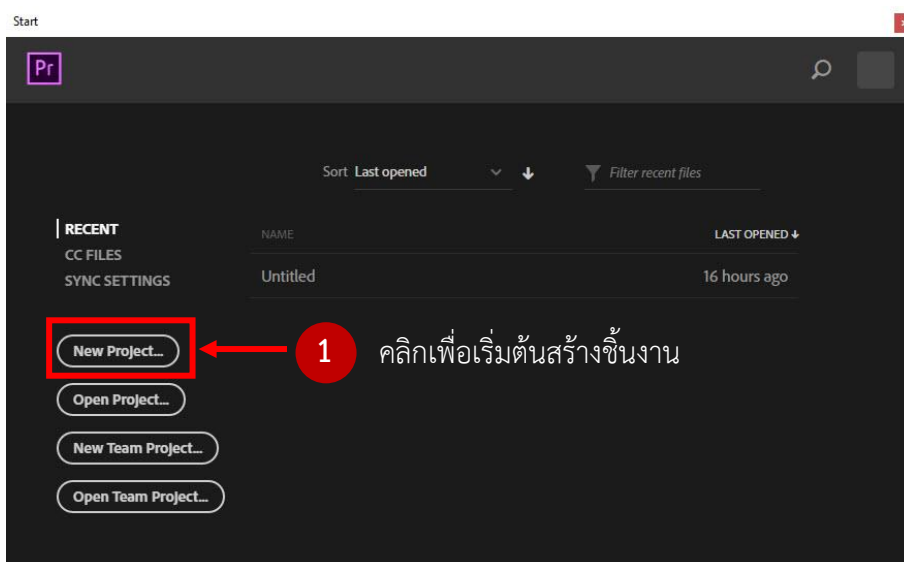 Start
Pr
Sort Last opened
Filter recent files
RECENT
CC FILES
SYNC SETTINGS
NAME
LAST OPENED
Untitled
16 hours ago
New Project...
1 คลิกเพื่อเริ่มต้นสร้างชิ้นงาน
Open Project...
New Team Project...
Open Team Project...